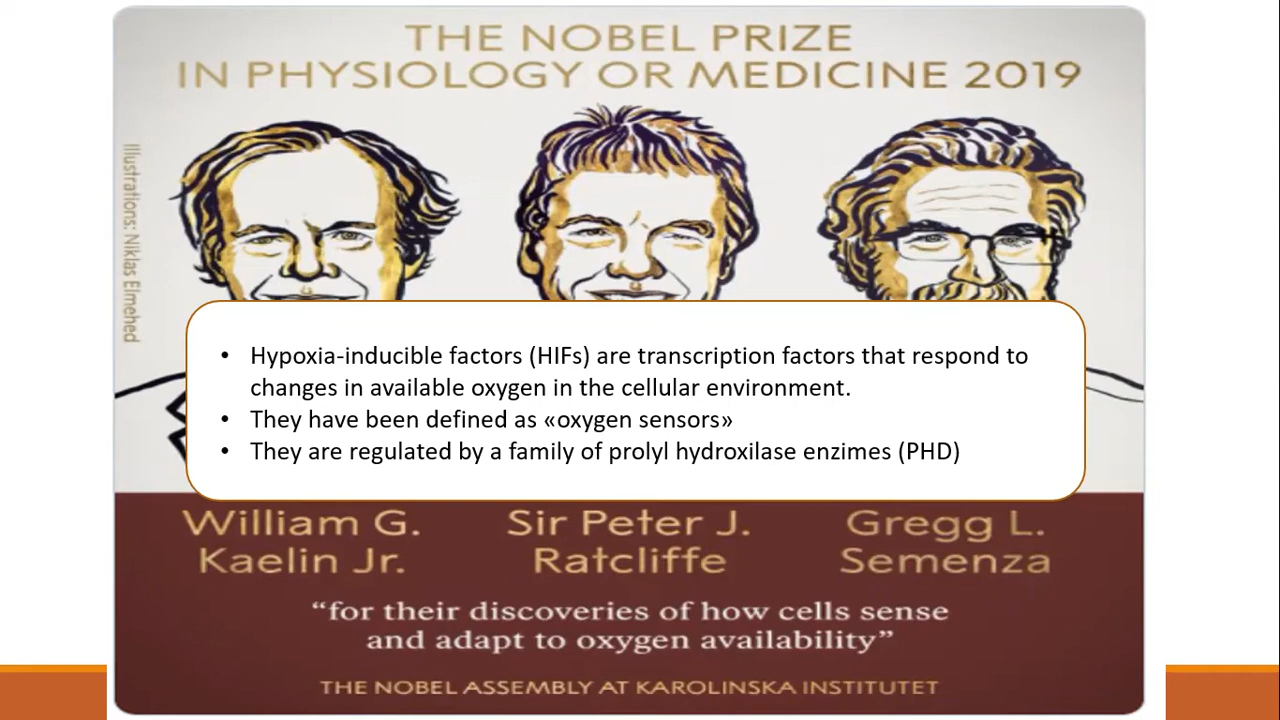 THE NOBEL PRIZE
IN PHYSIOLOGY OR MEDICINE 2019
Illustrations: Niklas Elmehed
• Hypoxia-inducible factors (HIFs) are transcription factors that respond to
changes in available oxygen in the cellular environment.
• They have been defined as «oxygen sensors»
• They are regulated by a family of prolyl hydroxilase enzimes (PHD)
William G.
Kaelin Jr.
Sir Peter J.
Ratcliffe
Gregg L.
Semenza
“for their discoveries of how cells sense
and adapt to oxygen availability”
THE NOBEL ASSEMBLY AT KAROLINSKA INSTITUTET